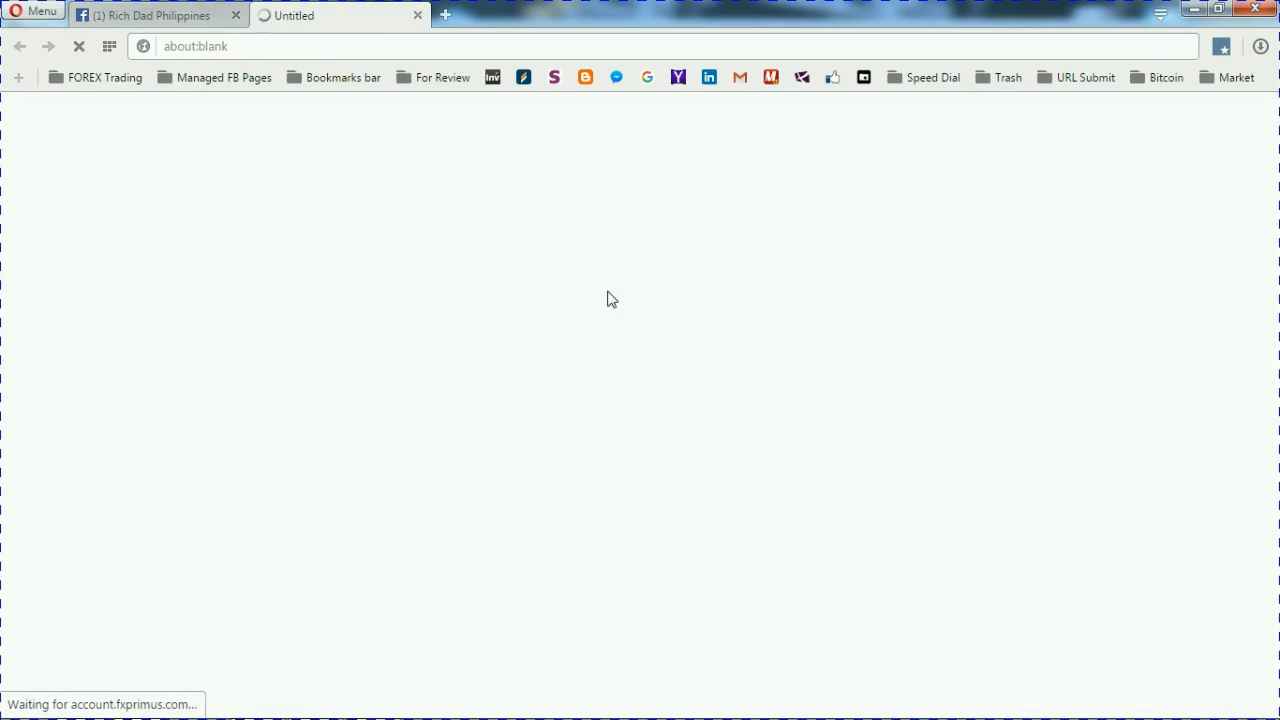 Menu
(1) Rich Dad Philippines
Untitled
about:blank
FOREX Trading
Managed FB Pages
Bookmarks bar
For Review
Inv
Speed Dial
Trash
URL Submit
Bitcoin
Market
Waiting for account.fxprimus.com...